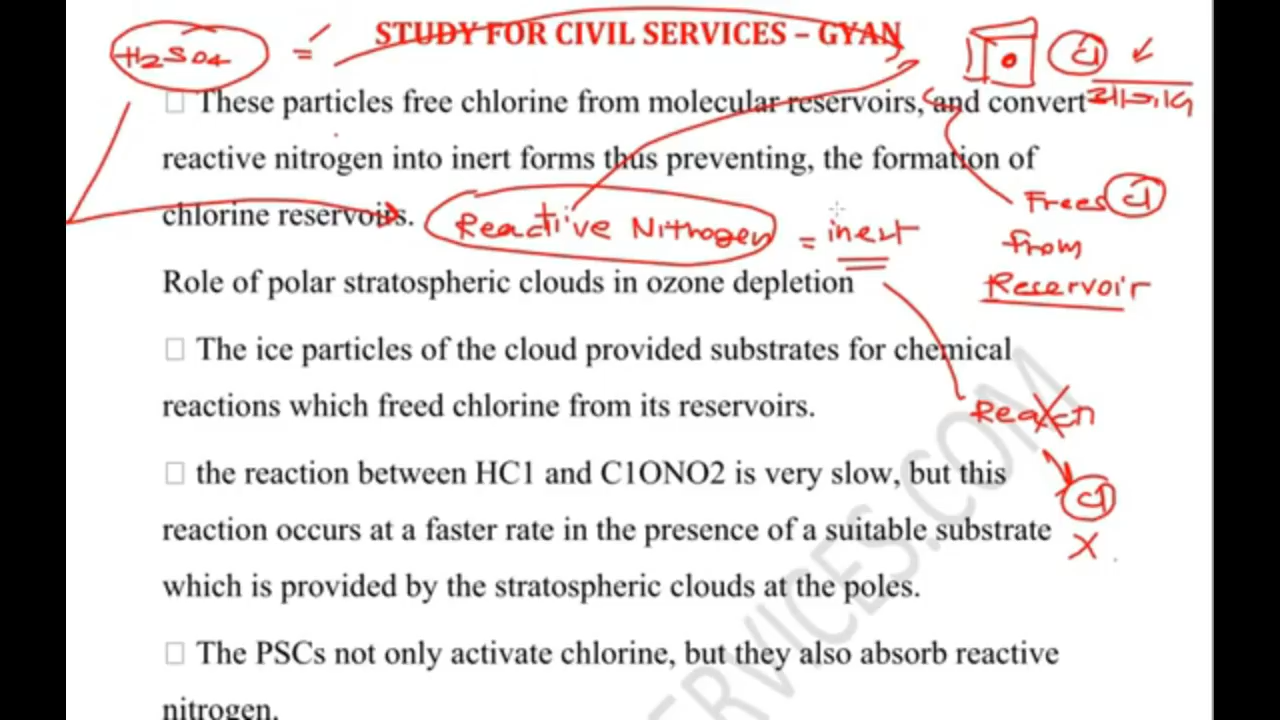 STUDY FOR CIVIL SERVICES – GYAN
H2SO4 =
Cl
These particles free chlorine from molecular reservoirs, and convert
reactive nitrogen into inert forms thus preventing, the formation of
chlorine reservoirs.
Reactive Nitrogen = inert
Frees Cl
from
Reservoir
Role of polar stratospheric clouds in ozone depletion
The ice particles of the cloud provided substrates for chemical
reactions which freed chlorine from its reservoirs.
the reaction between HC1 and C1ONO2 is very slow, but this
Cl
reaction occurs at a faster rate in the presence of a suitable substrate
X
which is provided by the stratospheric clouds at the poles.
The PSCs not only activate chlorine, but they also absorb reactive
nitrogen.
SERVICES.COM